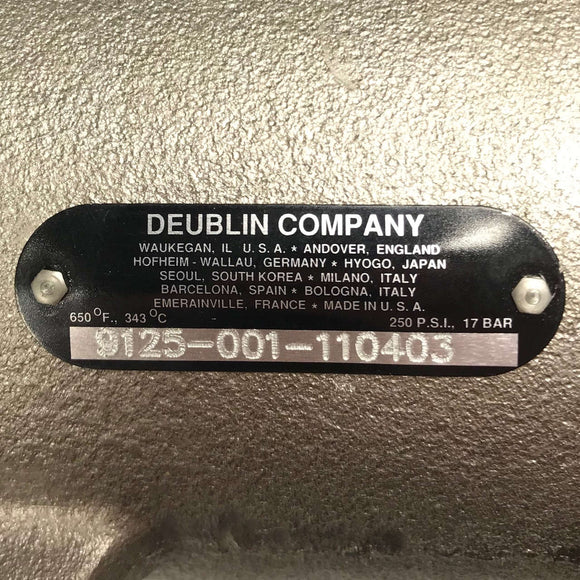 DEUBLIN COMPANY
WAUKEGAN, IL U.S.A. ★ ANDOVER, ENGLAND
HOFHEIM - WALLAU, GERMANY ★ HYOGO, JAPAN
SEOUL, SOUTH KOREA ★ MILANO, ITALY
BARCELONA, SPAIN ★ BOLOGNA, ITALY
EMERAINVILLE, FRANCE ★ MADE IN U.S.A.
650 °F., 343 °C 250 P.S.I., 17 BAR
9125-001-110403